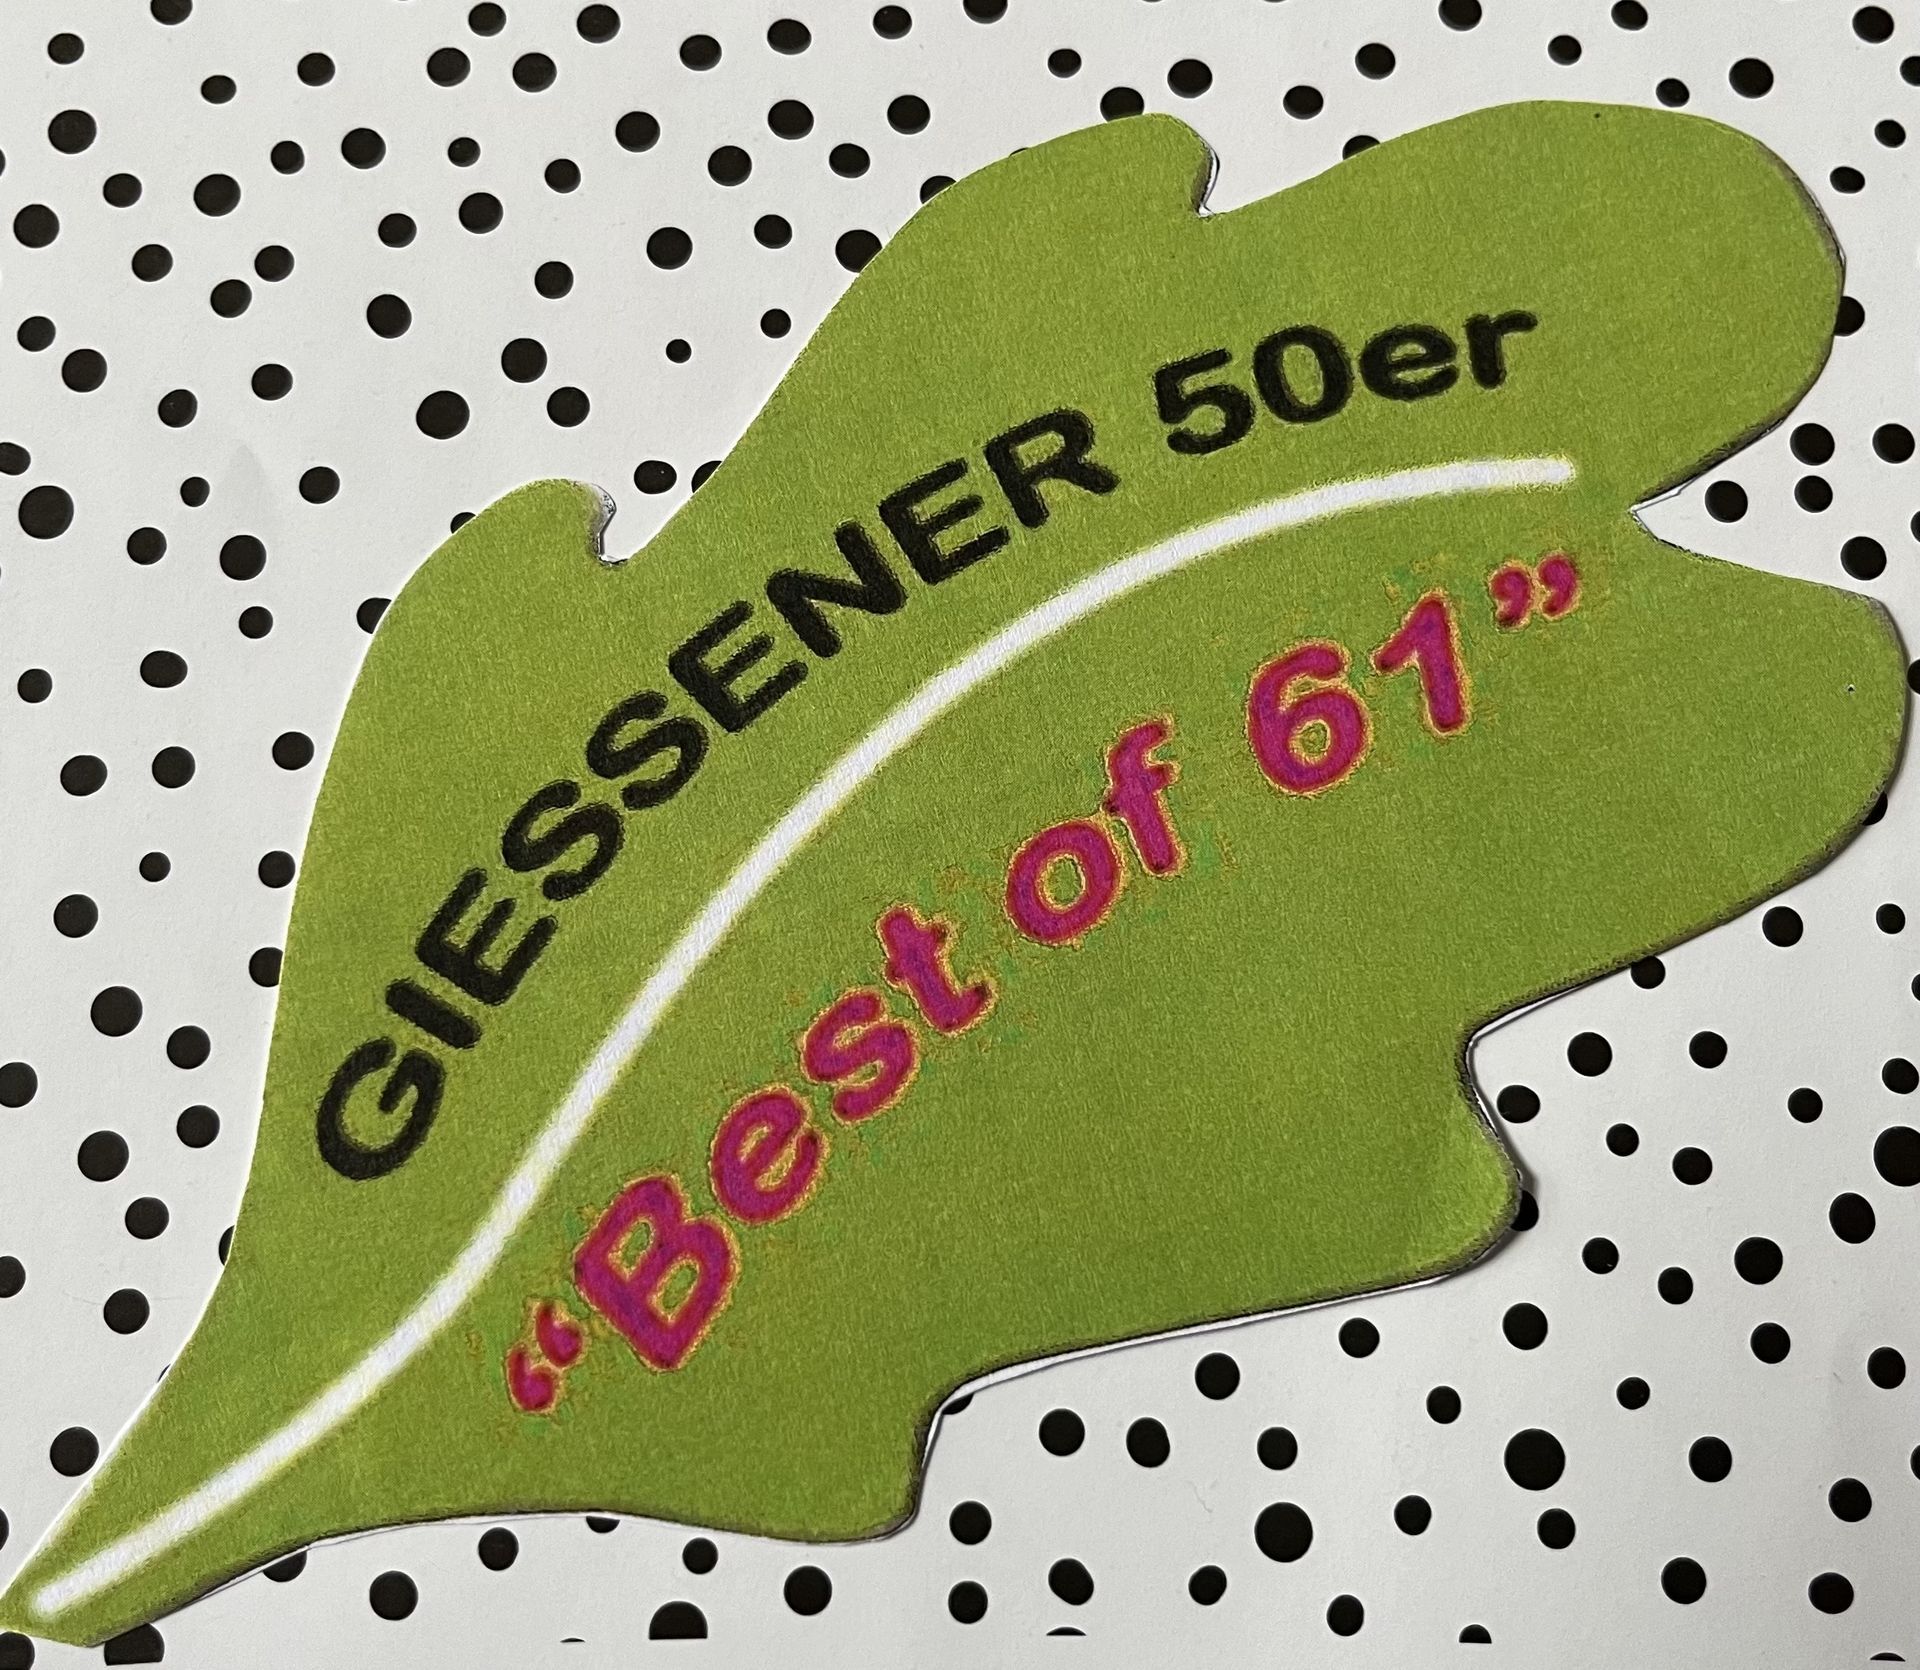 GIESSENER 50er
“Best of 61”